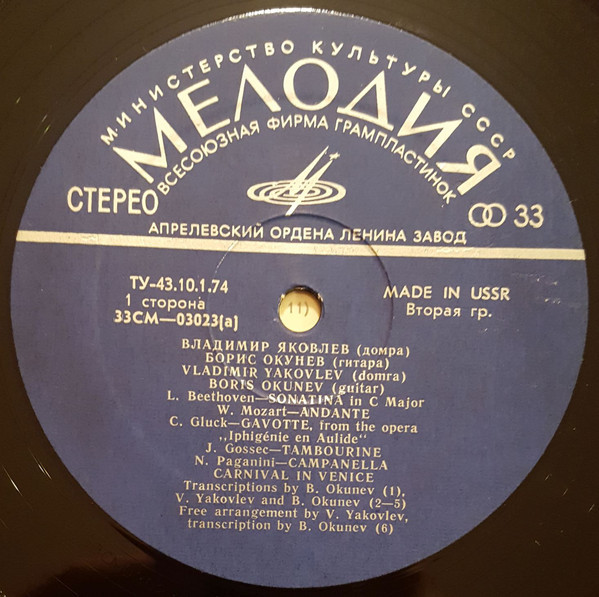 МИНИСТЕРСТВО КУЛЬТУРЫ СССР
МЕЛОДИЯ
ВСЕСОЮЗНАЯ ФИРМА ГРАМПЛАСТИНОК
СТЕРЕО
33
АПРЕЛЕВСКИЙ ОРДЕНА ЛЕНИНА ЗАВОД
ТУ-43.10.1.74
1 сторона
33СМ—03023(а)
11)
MADE IN USSR
Вторая гр.
ВЛАДИМИР ЯКОВЛЕВ (домра)
БОРИС ОКУНЕВ (гитара)
VLADIMIR YAKOVLEV (domra)
BORIS OKUNEV (guitar)
L. Beethoven—SONATINA in C Major
W. Mozart—ANDANTE
C. Gluck—GAVOTTE, from the opera
„Iphigénie en Aulide“
J. Gossec—TAMBOURINE
N. Paganini—CAMPANELLA
CARNIVAL IN VENICE
Transcriptions by B. Okunev (1),
V. Yakovlev and B. Okunev (2—5)
Free arrangement by V. Yakovlev,
transcription by B. Okunev (6)